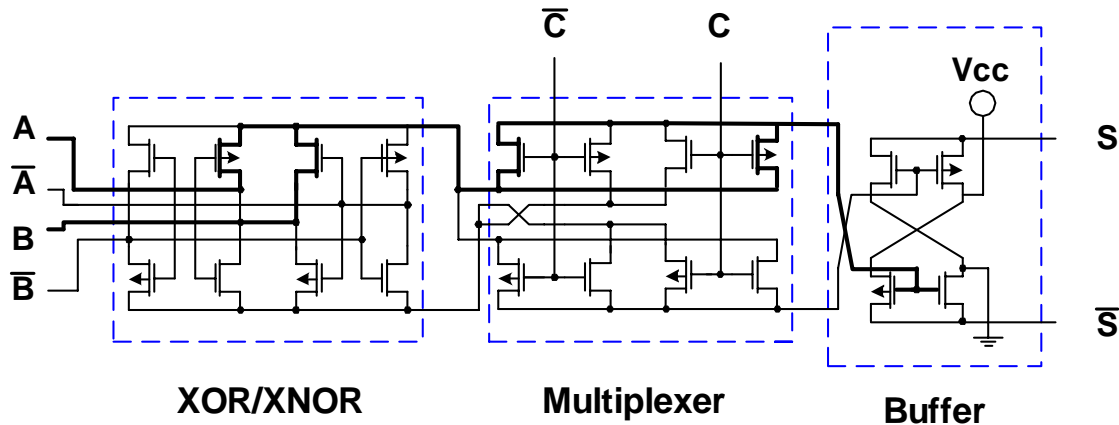 C̅ C
Vcc
A
A̅
B
B̅
S
S̅
XOR/XNOR Multiplexer Buffer